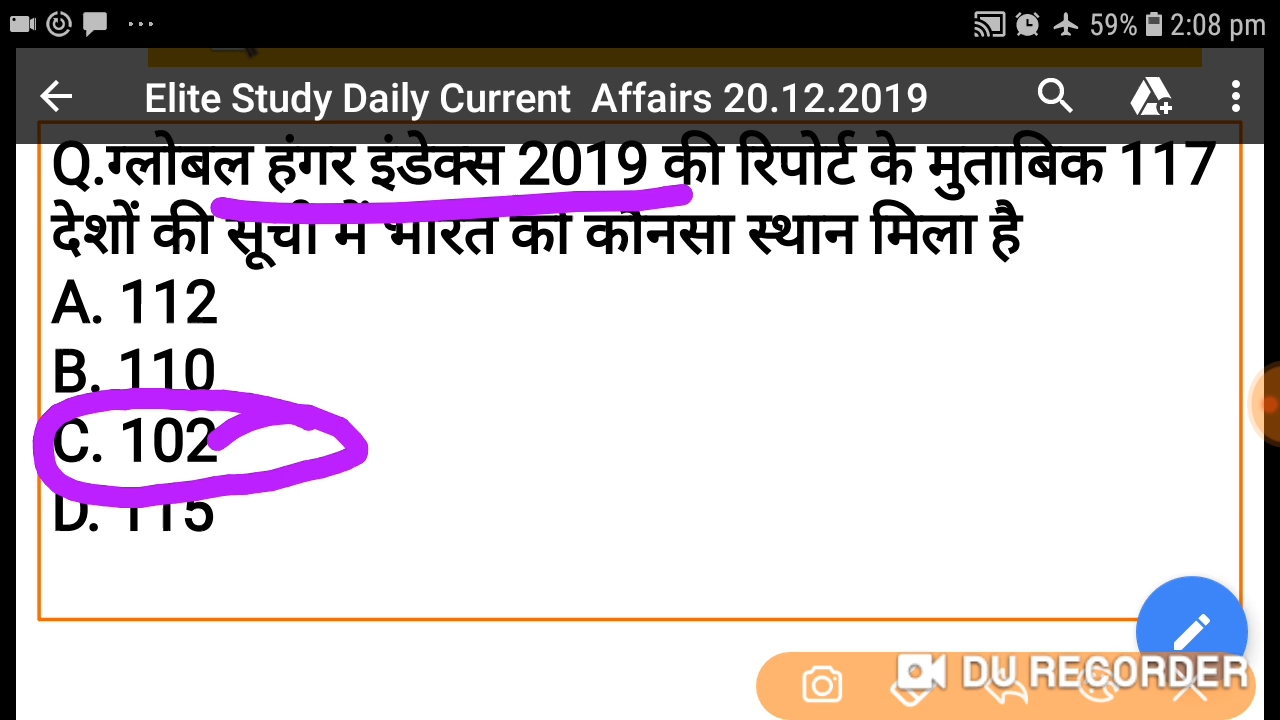 59% 2:08 pm
Elite Study Daily Current Affairs 20.12.2019
Q.ग्लोबल हंगर इंडेक्स 2019 की रिपोर्ट के मुताबिक 117
देशों की सूची में भारत को कौनसा स्थान मिला है
A. 112
B. 110
C. 102
D. 115
DU RECORDER